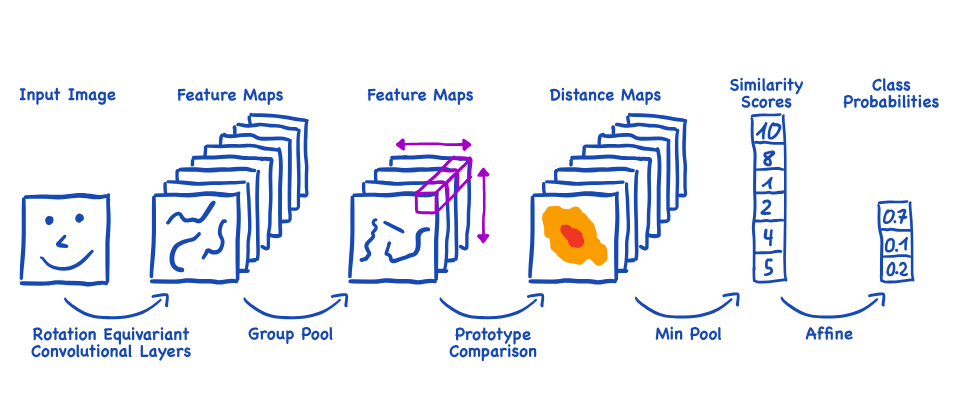 Input Image
Feature Maps
Feature Maps
Distance Maps
Similarity
Scores
Class
Probabilities
10
8
1
2
4
5
0.7
0.1
0.2
Rotation Equivariant
Convolutional Layers
Group Pool
Prototype
Comparison
Min Pool
Affine